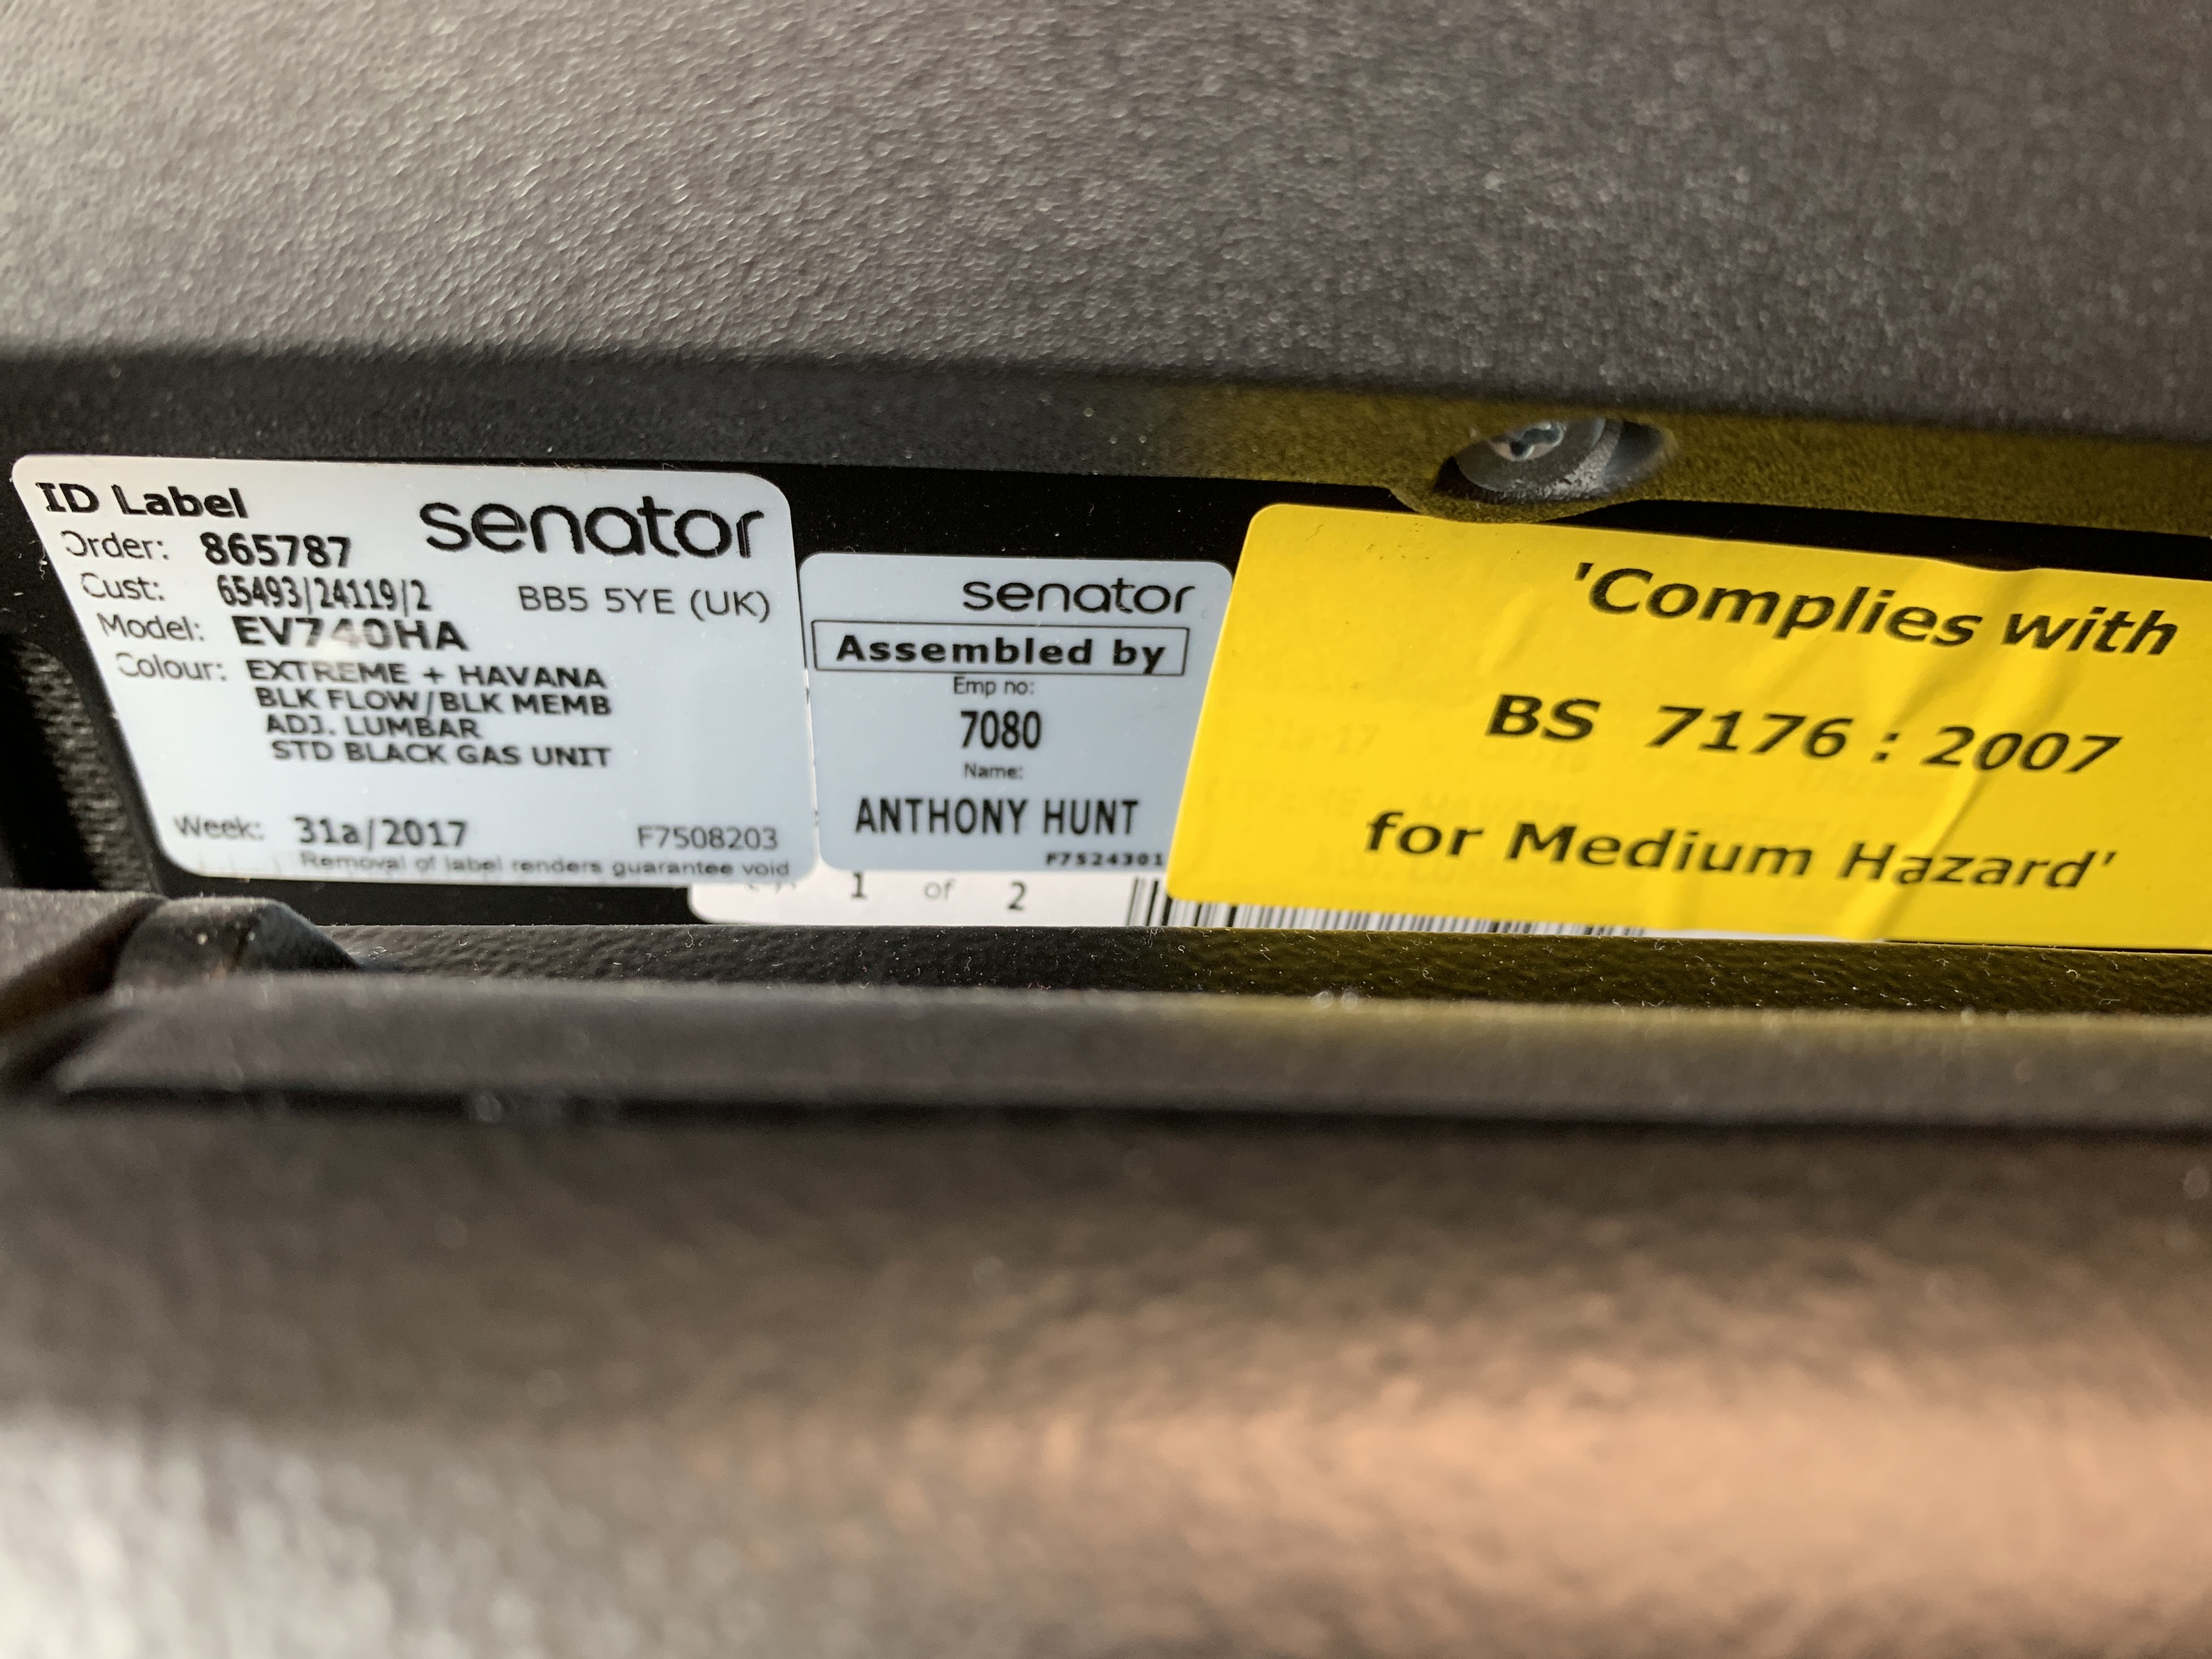 ID Label
senator
Order: 865787
Cust: 65493/24119/2
BB5 5YE (UK)
Model: EV740HA
Colour: EXTREME + HAVANA
BLK FLOW/BLK MEMB
ADJ. LUMBAR
STD BLACK GAS UNIT
Week: 31a/2017
F7508203
Removal of label renders guarantee void
senator
Assembled by
Emp no:
7080
Name:
ANTHONY HUNT
F7524301
1 of 2
'Complies with
BS 7176 : 2007
for Medium Hazard'